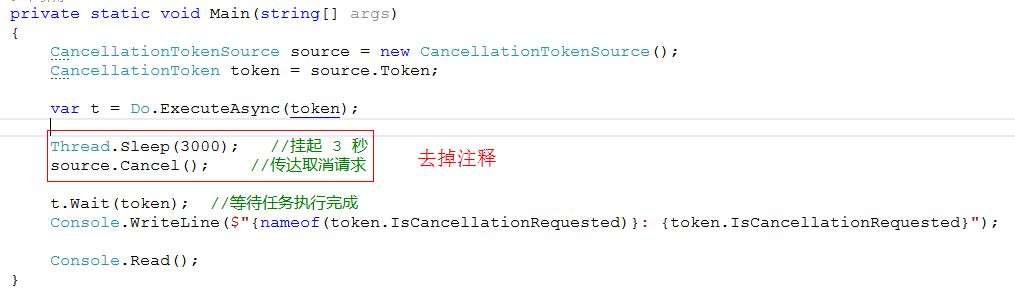 private static void Main(string[] args)
{
CancellationTokenSource source = new CancellationTokenSource();
CancellationToken token = source.Token;
var t = Do.ExecuteAsync(token);
Thread.Sleep(3000); //挂起 3 秒
source.Cancel(); //传达取消请求
去掉注释
t.Wait(token); //等待任务执行完成
Console.WriteLine($"{nameof(token.IsCancellationRequested)}: {token.IsCancellationRequested}");
Console.Read();
}